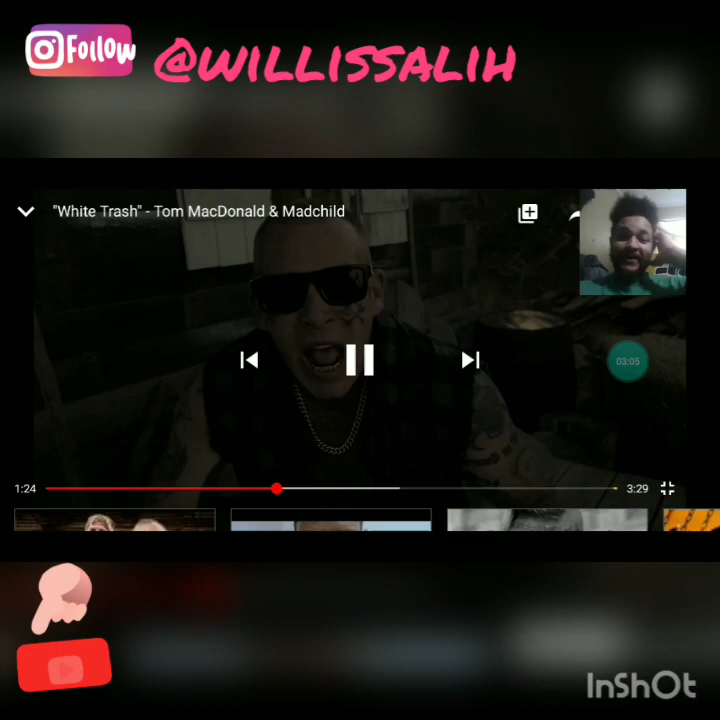 Follow
@WILLISSALIH
"White Trash" - Tom MacDonald & Madchild
03:05
1:24
3:29
InShOt